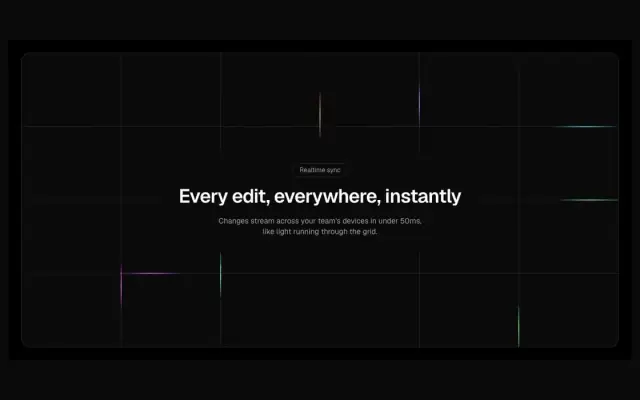 Realtime sync
Every edit, everywhere, instantly
Changes stream across your team's devices in under 50ms,
like light running through the grid.